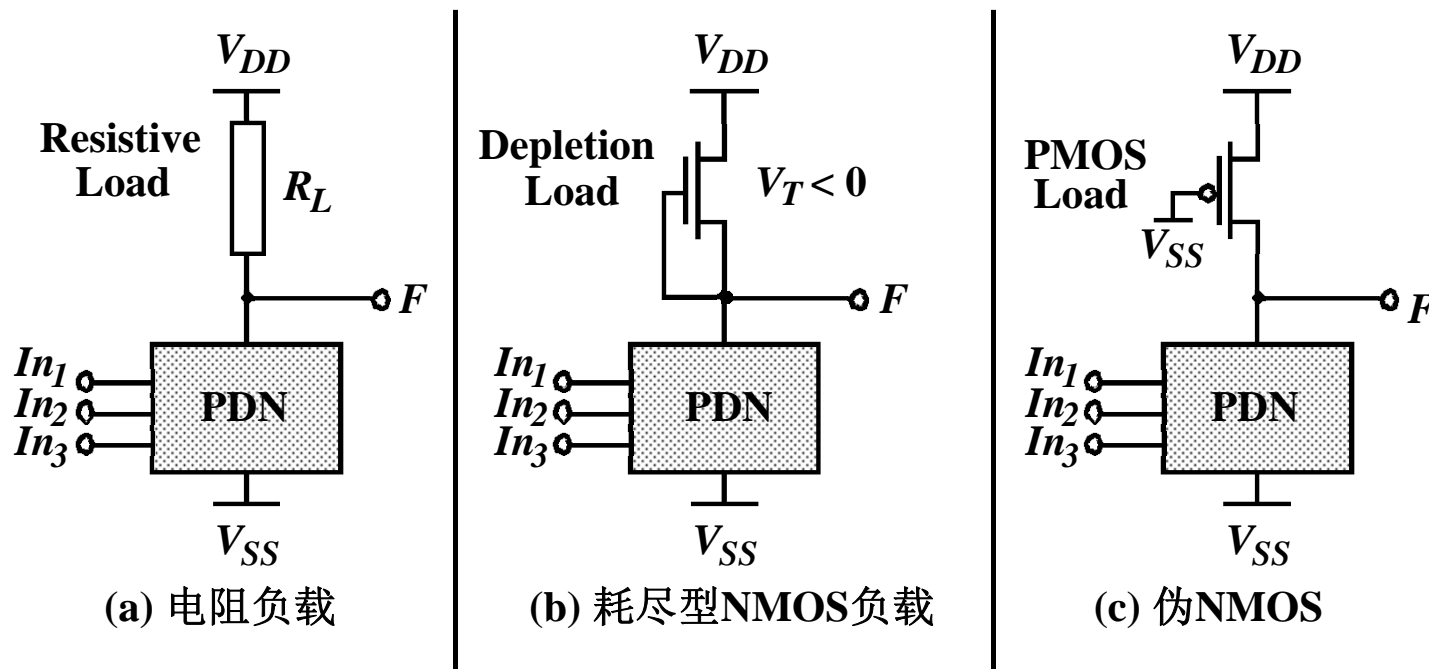 V_DD
Resistive
Load
R_L
F
In_1
In_2
In_3
PDN
V_SS
(a) 电阻负载
V_DD
Depletion
Load
V_T < 0
F
In_1
In_2
In_3
PDN
V_SS
(b) 耗尽型NMOS负载
V_DD
PMOS
Load
V_SS
F
In_1
In_2
In_3
PDN
V_SS
(c) 伪NMOS